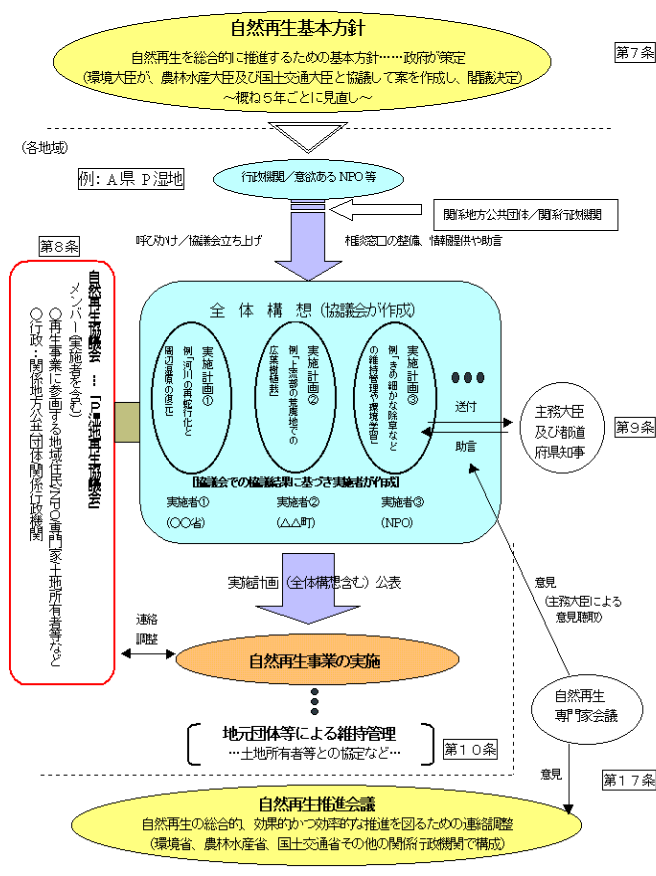 自然再生基本方針
自然再生を総合的に推進するための基本方針……政府が策定
(環境大臣が、農林水産大臣及び国土交通大臣と協議して案を作成し、閣議決定)
～概ね５年ごとに見直し～
第７条
(各地域)
例：Ａ県 Ｐ湿地
行政機関／意欲あるNPO等
関係地方公共団体／関係行政機関
呼びかけ／協議会立ち上げ
相談窓口の整備、情報提供や助言
第８条
自然再生協議会 …「Ｐ湿地再生協議会」
メンバー(実施者を含む)
○再生事業に参画する地域住民/NPO/専門家/土地所有者等など
○行政：関係地方公共団体/関係行政機関
全 体 構 想 (協議会が作成)
実施計画①
例「河川の再蛇行化と
周辺湿原の復元」
実施計画②
例「上流部の荒廃地での
広葉樹植栽」
実施計画③
例「きめ細かな除草など
の維持管理や環境学習」
●●●
[協議会での協議結果に基づき実施者が作成]
実施者①
(○○省)
実施者②
(△△町)
実施者③
(NPO)
送付
助言
主務大臣
及び都道
府県知事
第９条
実施計画（全体構想含む）公表
意見
(主務大臣による
意見聴取)
連絡
調整
自然再生事業の実施
自然再生
専門家会議
地元団体等による維持管理
…土地所有者等との協定など…
第１０条
意見
第１７条
自然再生推進会議
自然再生の総合的、効果的かつ効率的な推進を図るための連絡調整
(環境省、農林水産省、国土交通省その他の関係行政機関で構成)